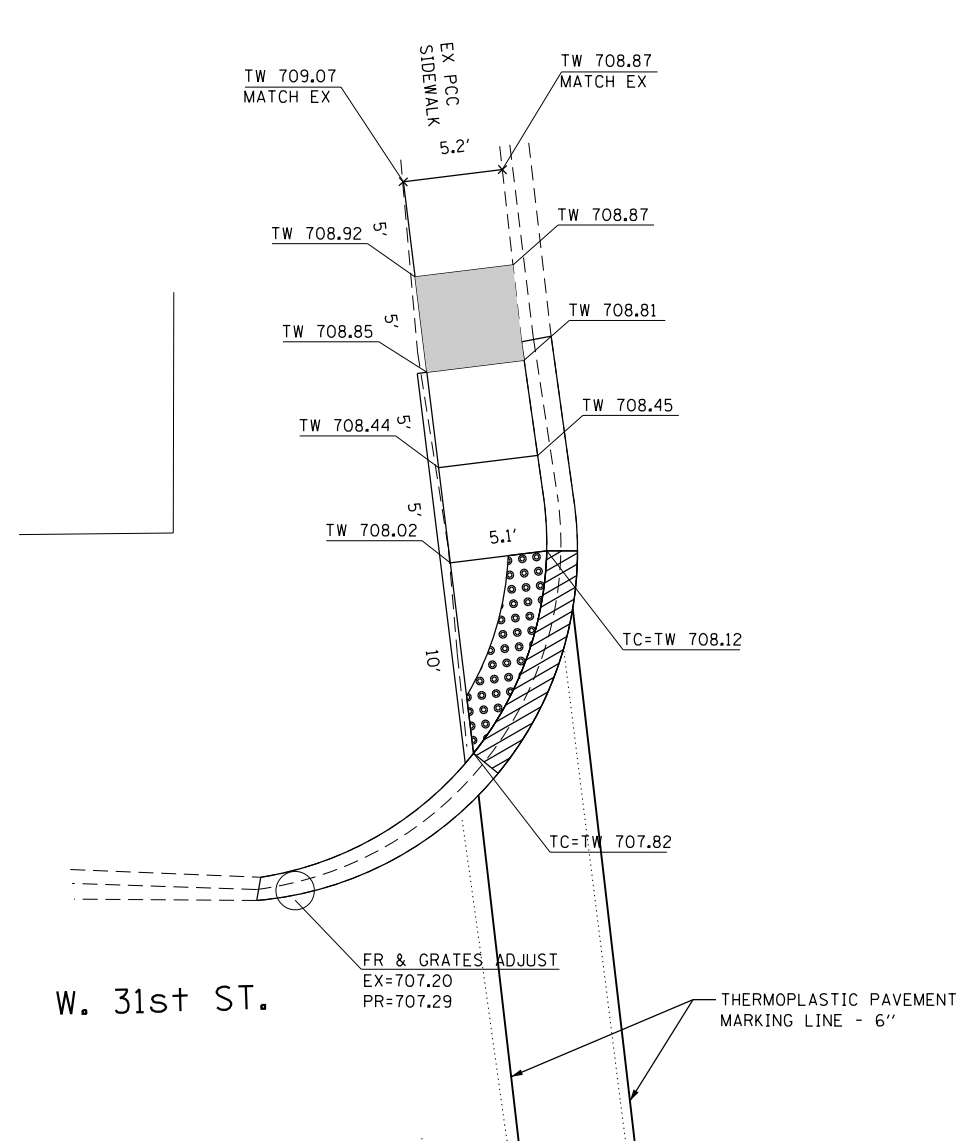 EX PCC
SIDEWALK
TW 709.07
MATCH EX
TW 708.87
MATCH EX
5.2'
TW 708.92
5'
TW 708.87
TW 708.85
5'
TW 708.81
TW 708.44
5'
TW 708.45
TW 708.02
5'
5.1'
TC=TW 708.12
10'
TC=TW 707.82
FR & GRATES ADJUST
EX=707.20
PR=707.29
W. 31st ST.
THERMOPLASTIC PAVEMENT
MARKING LINE - 6"